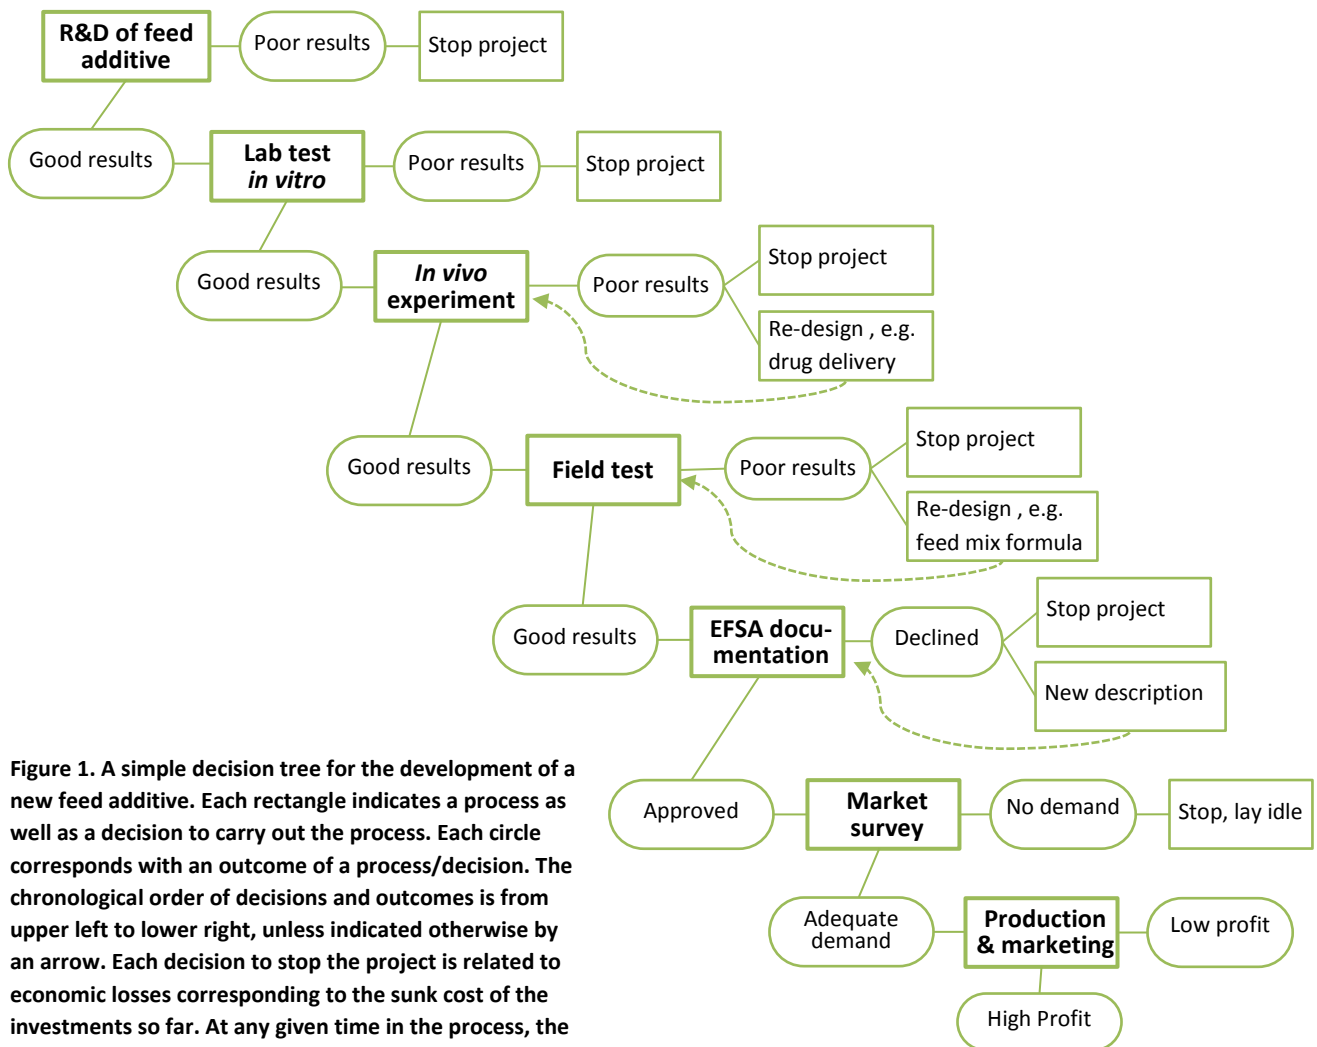 R&D of feed
additive
Poor results
Stop project
Good results
Lab test
in vitro
Poor results
Stop project
Good results
In vivo
experiment
Poor results
Stop project
Re-design , e.g.
drug delivery
Good results
Field test
Poor results
Stop project
Re-design , e.g.
feed mix formula
Good results
EFSA docu-
mentation
Declined
Stop project
New description
Approved
Market
survey
No demand
Stop, lay idle
Adequate
demand
Production
& marketing
Low profit
High Profit
Figure 1. A simple decision tree for the development of a
new feed additive. Each rectangle indicates a process as
well as a decision to carry out the process. Each circle
corresponds with an outcome of a process/decision. The
chronological order of decisions and outcomes is from
upper left to lower right, unless indicated otherwise by
an arrow. Each decision to stop the project is related to
economic losses corresponding to the sunk cost of the
investments so far. At any given time in the process, the